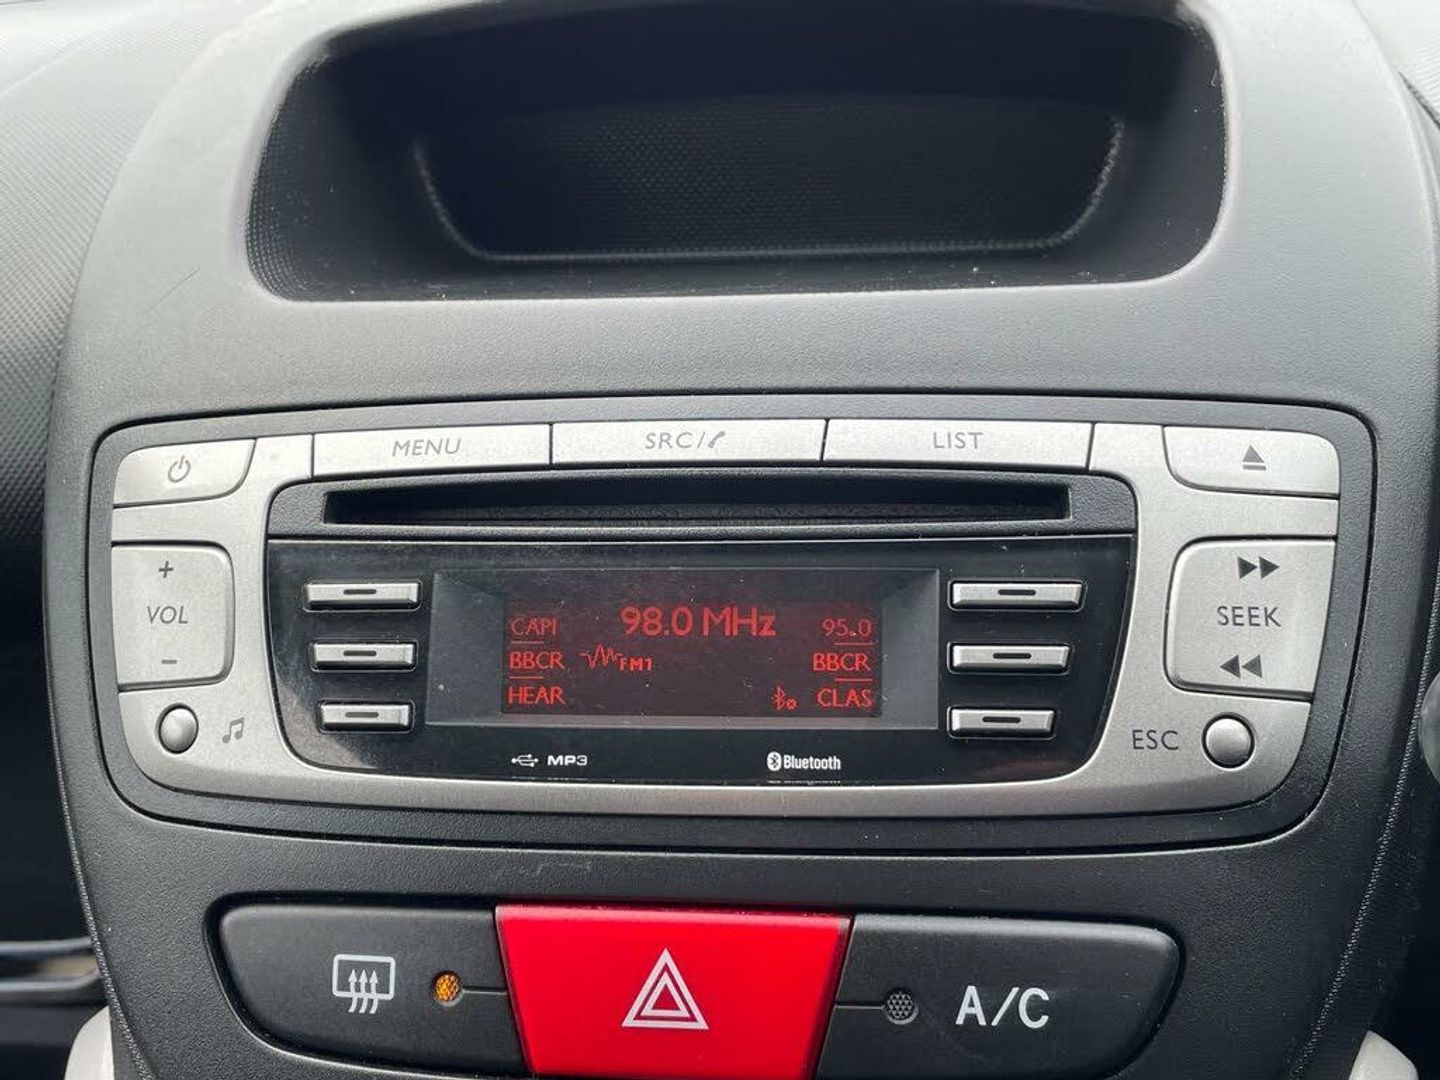 MENU SRC/ LIST
+
VOL
-
SEEK
ESC
CAPI 98.0 MHz 95.0
BBCR FM1 BBCR
HEAR CLAS
MP3 Bluetooth
A/C